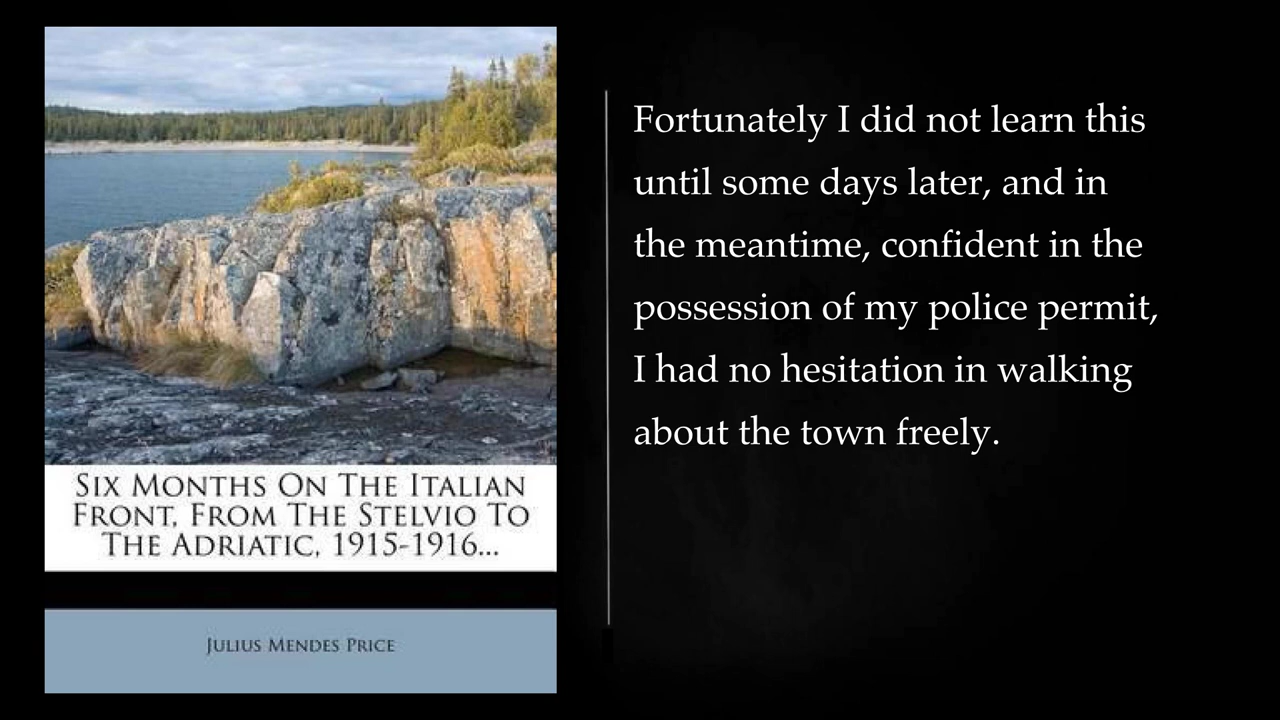 Six Months On The Italian
Front, From The Stelvio To
The Adriatic, 1915-1916...
Julius Mendes Price
Fortunately I did not learn this
until some days later, and in
the meantime, confident in the
possession of my police permit,
I had no hesitation in walking
about the town freely.